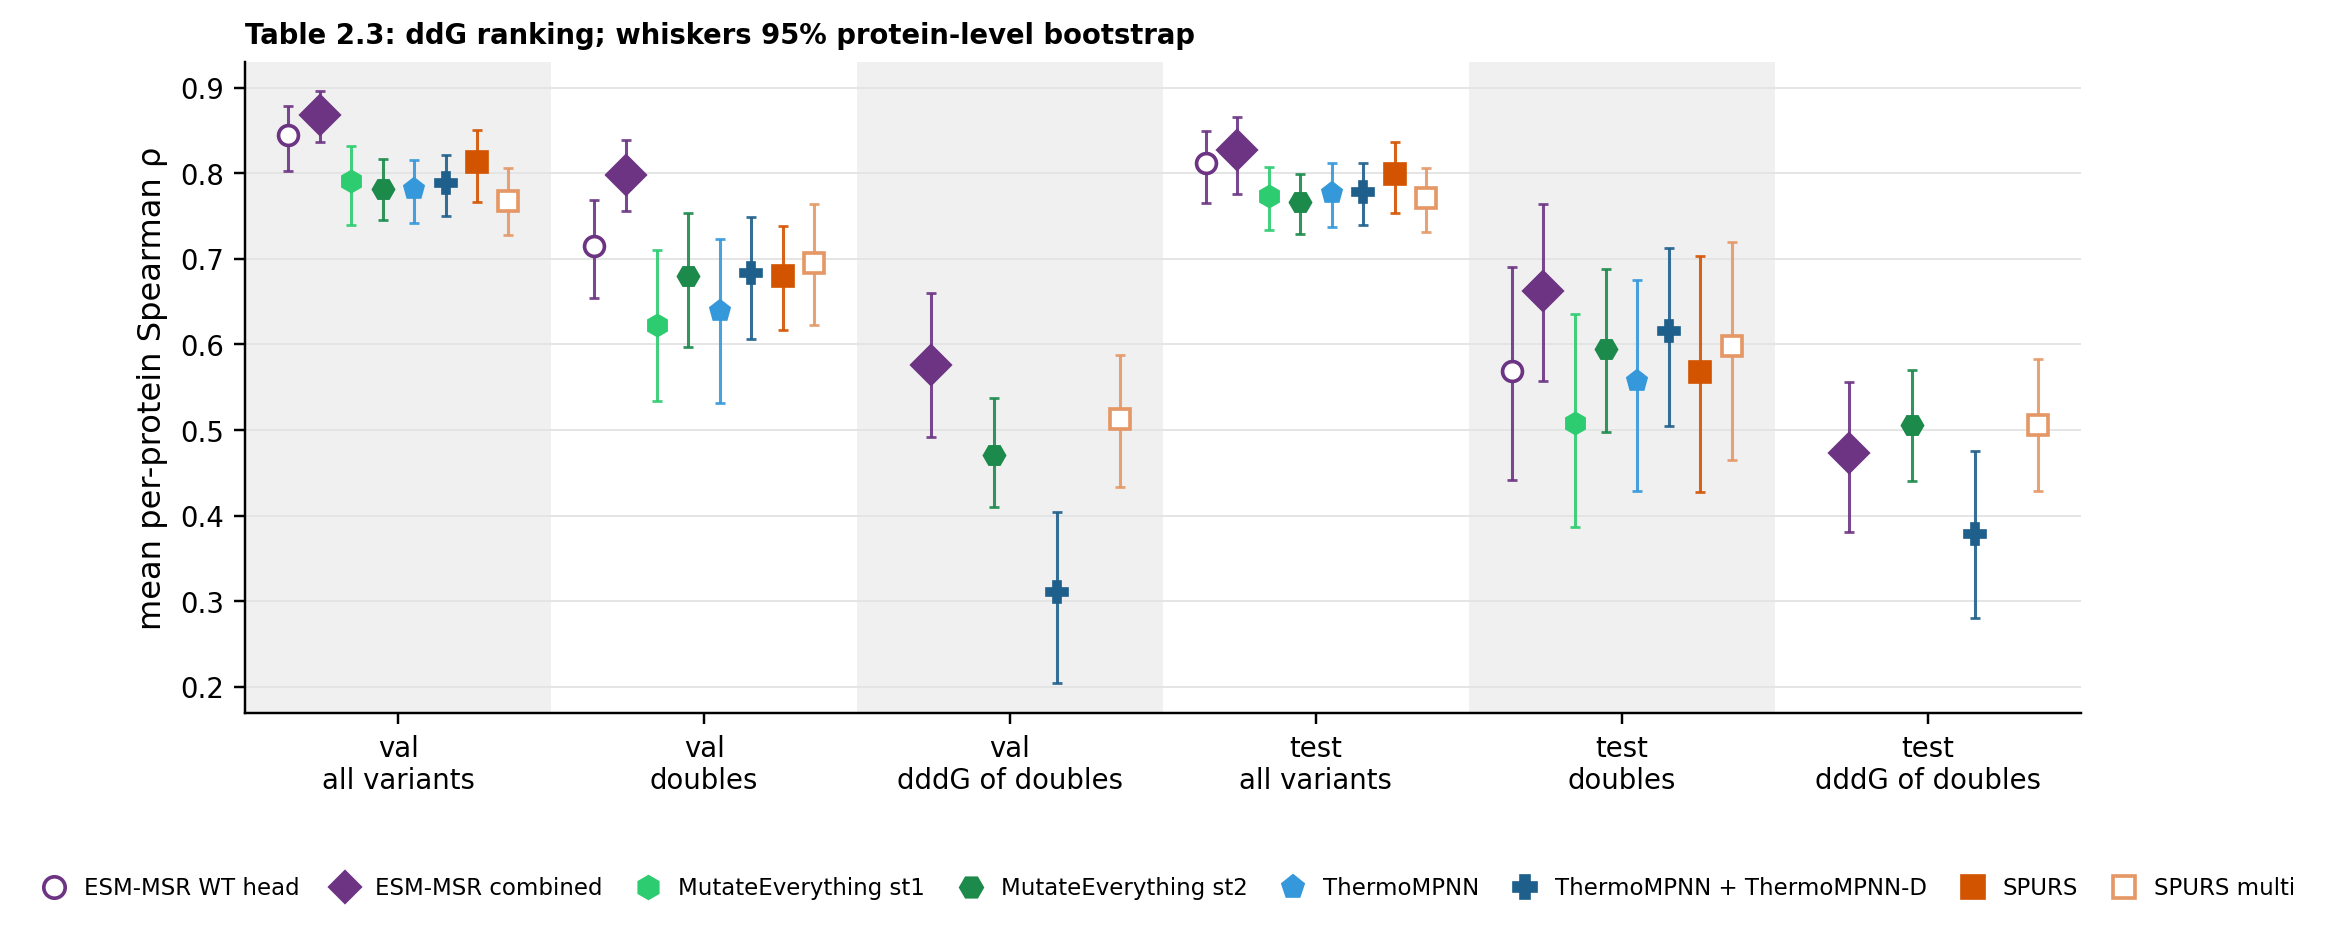 Table 2.3: ddG ranking; whiskers 95% protein-level bootstrap
mean per-protein Spearman ρ
0.9
0.8
0.7
0.6
0.5
0.4
0.3
0.2
val
all variants
val
doubles
val
dddG of doubles
test
all variants
test
doubles
test
dddG of doubles
ESM-MSR WT head
ESM-MSR combined
MutateEverything st1
MutateEverything st2
ThermoMPNN
ThermoMPNN + ThermoMPNN-D
SPURS
SPURS multi